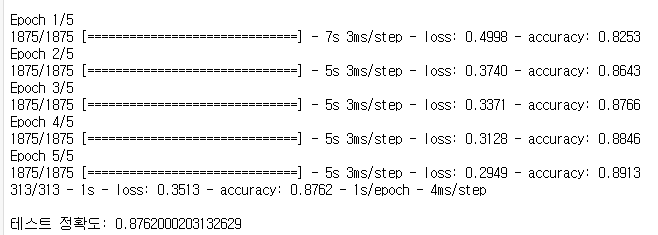 Epoch 1/5
1875/1875 [==============================] - 7s 3ms/step - loss: 0.4998 - accuracy: 0.8253
Epoch 2/5
1875/1875 [==============================] - 5s 3ms/step - loss: 0.3740 - accuracy: 0.8643
Epoch 3/5
1875/1875 [==============================] - 5s 3ms/step - loss: 0.3371 - accuracy: 0.8766
Epoch 4/5
1875/1875 [==============================] - 5s 3ms/step - loss: 0.3128 - accuracy: 0.8846
Epoch 5/5
1875/1875 [==============================] - 5s 3ms/step - loss: 0.2949 - accuracy: 0.8913
313/313 - 1s - loss: 0.3513 - accuracy: 0.8762 - 1s/epoch - 4ms/step
테스트 정확도: 0.8762000203132629